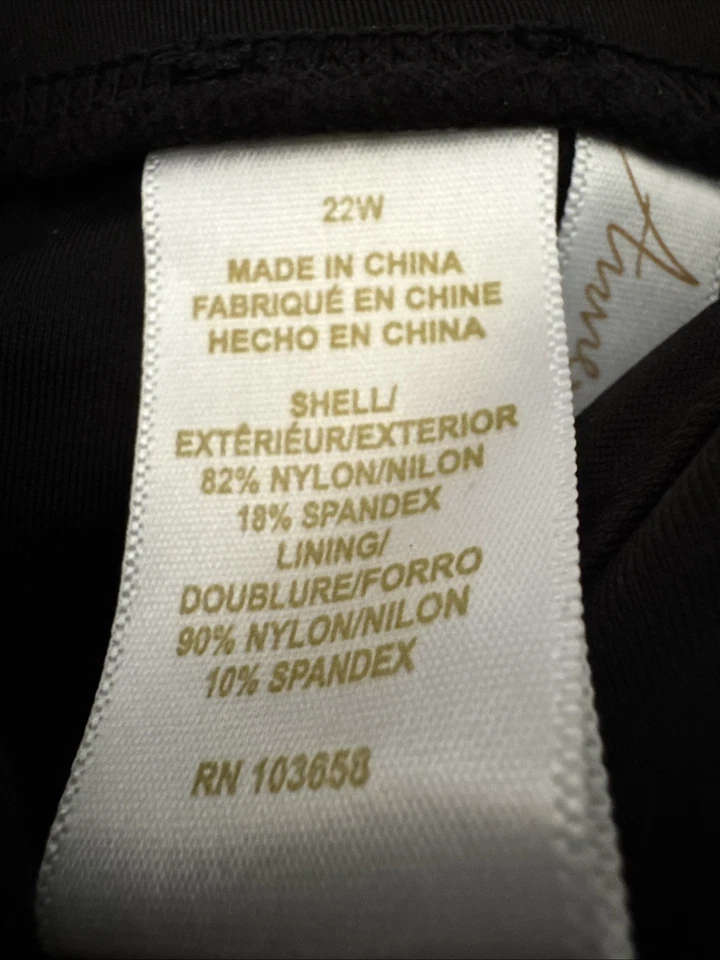 22W
MADE IN CHINA
FABRIQUÉ EN CHINE
HECHO EN CHINA
SHELL/
EXTÉRIÉUR/EXTERIOR
82% NYLON/NILON
18% SPANDEX
LINING/
DOUBLURE/FORRO
90% NYLON/NILON
10% SPANDEX
RN 103658
Anne